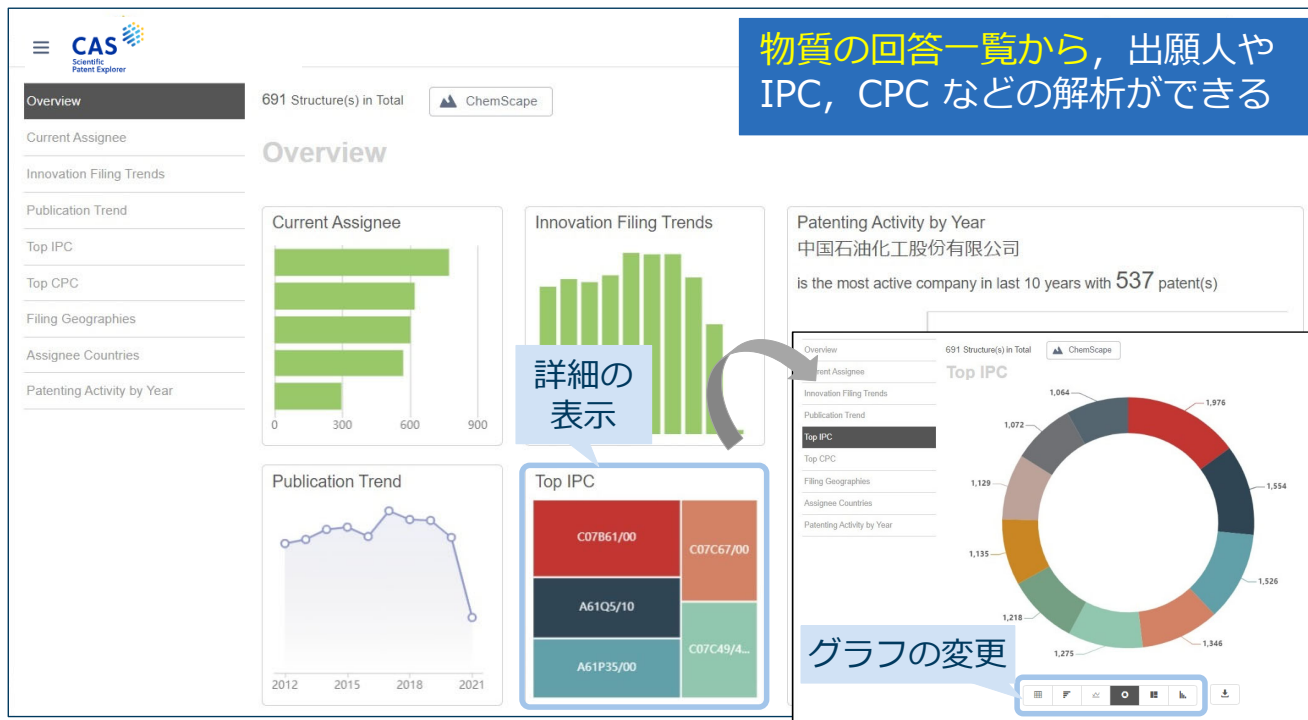 CAS
Scientific
Patent Explorer
物質の回答一覧から，出願人や
IPC，CPC などの解析ができる
Overview
Current Assignee
Innovation Filing Trends
Publication Trend
Top IPC
Top CPC
Filing Geographies
Assignee Countries
Patenting Activity by Year
691 Structure(s) in Total
ChemScape
Overview
Current Assignee
0 300 600 900
Innovation Filing Trends
Patenting Activity by Year
中国石油化工股份有限公司
is the most active company in last 10 years with 537 patent(s)
詳細の
表示
Publication Trend
2012 2015 2018 2021
Top IPC
C07B61/00
C07C67/00
A61Q5/10
C07C49/4...
A61P35/00
Overview
rrent Assignee
Innovation Filing Trends
Publication Trend
Top IPC
Top CPC
Filing Geographies
Assignee Countries
Patenting Activity by Year
691 Structure(s) in Total
ChemScape
Top IPC
1,064
1,976
1,072
1,129
1,554
1,135
1,526
1,218
1,346
1,275
グラフの変更